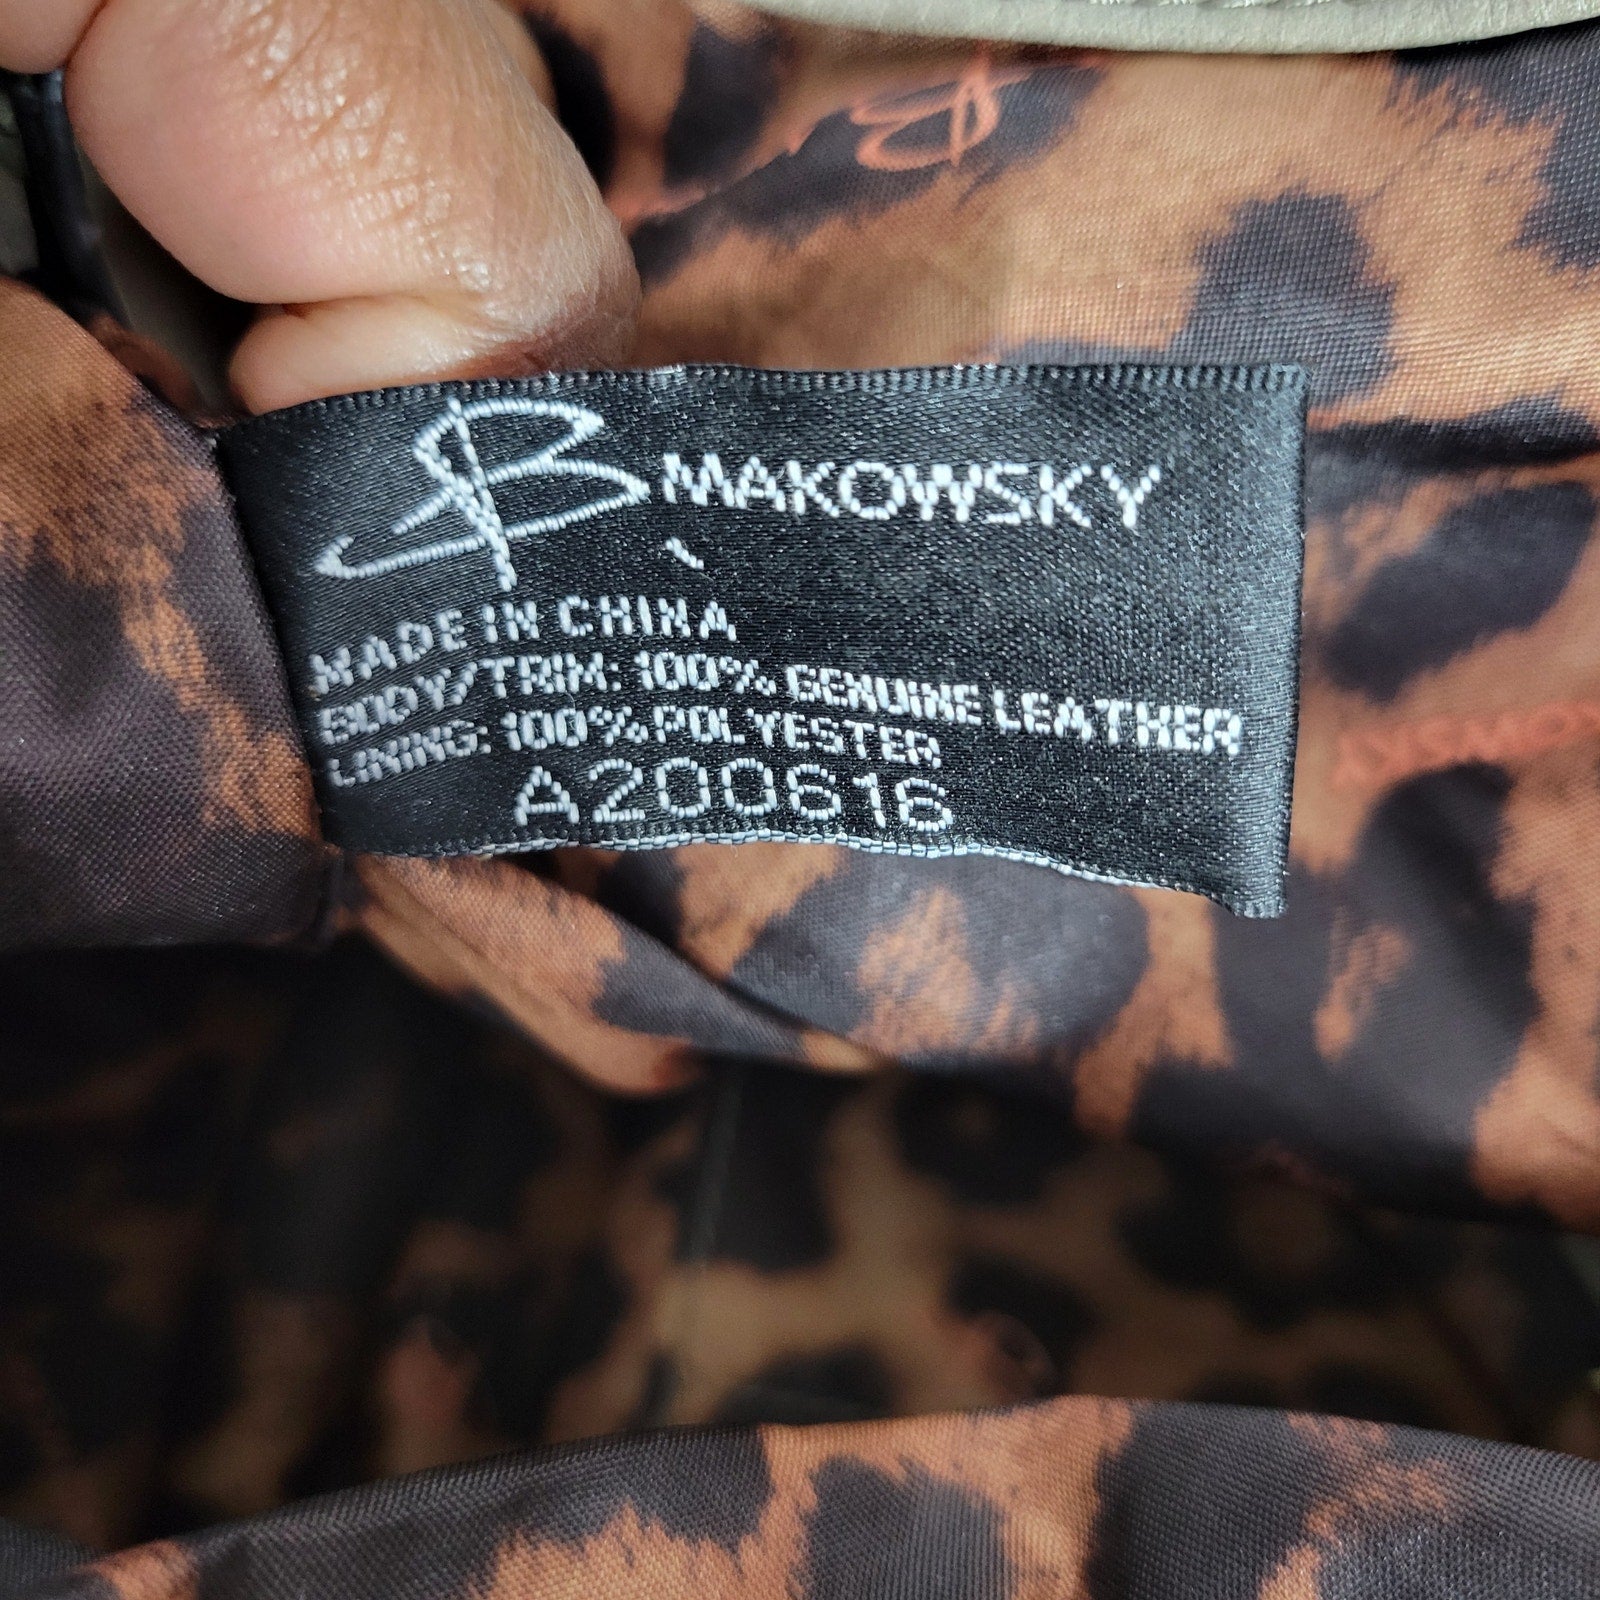 B MAKOWSKY
MADE IN CHINA
BODY/TRIM: 100% GENUINE LEATHER
LINING: 100% POLYESTER
A200616